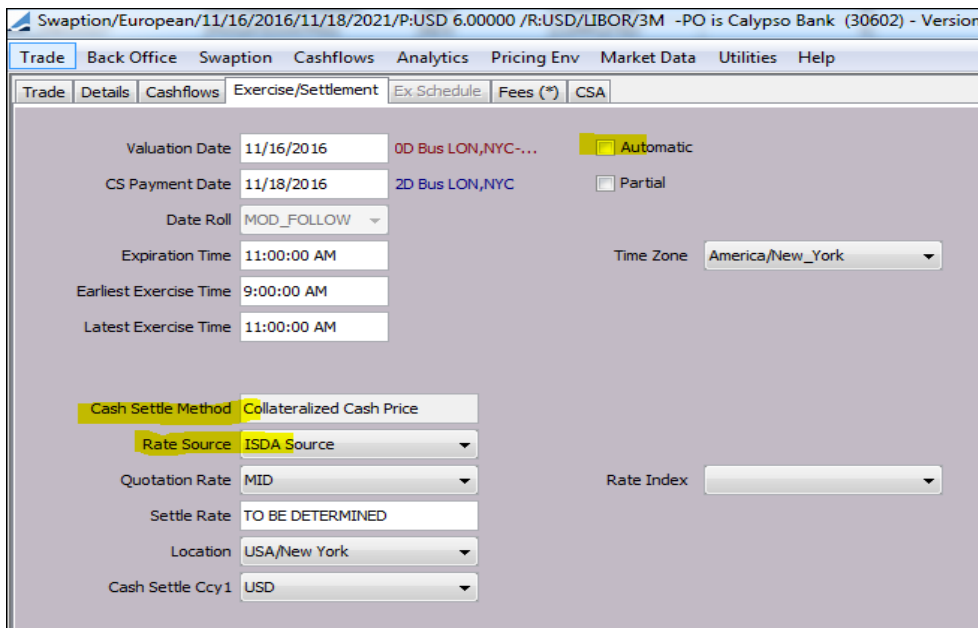 Swaption/European/11/16/2016/11/18/2021/P:USD 6.00000 /R:USD/LIBOR/3M -PO is Calypso Bank (30602) - Version
Trade Back Office Swaption Cashflows Analytics Pricing Env Market Data Utilities Help
Trade Details Cashflows Exercise/Settlement Ex Schedule Fees (*) CSA
Valuation Date 11/16/2016 0D Bus LON,NYC-... Automatic
CS Payment Date 11/18/2016 2D Bus LON,NYC Partial
Date Roll MOD_FOLLOW
Expiration Time 11:00:00 AM Time Zone America/New_York
Earliest Exercise Time 9:00:00 AM
Latest Exercise Time 11:00:00 AM
Cash Settle Method Collateralized Cash Price
Rate Source ISDA Source
Quotation Rate MID Rate Index
Settle Rate TO BE DETERMINED
Location USA/New York
Cash Settle Ccy1 USD